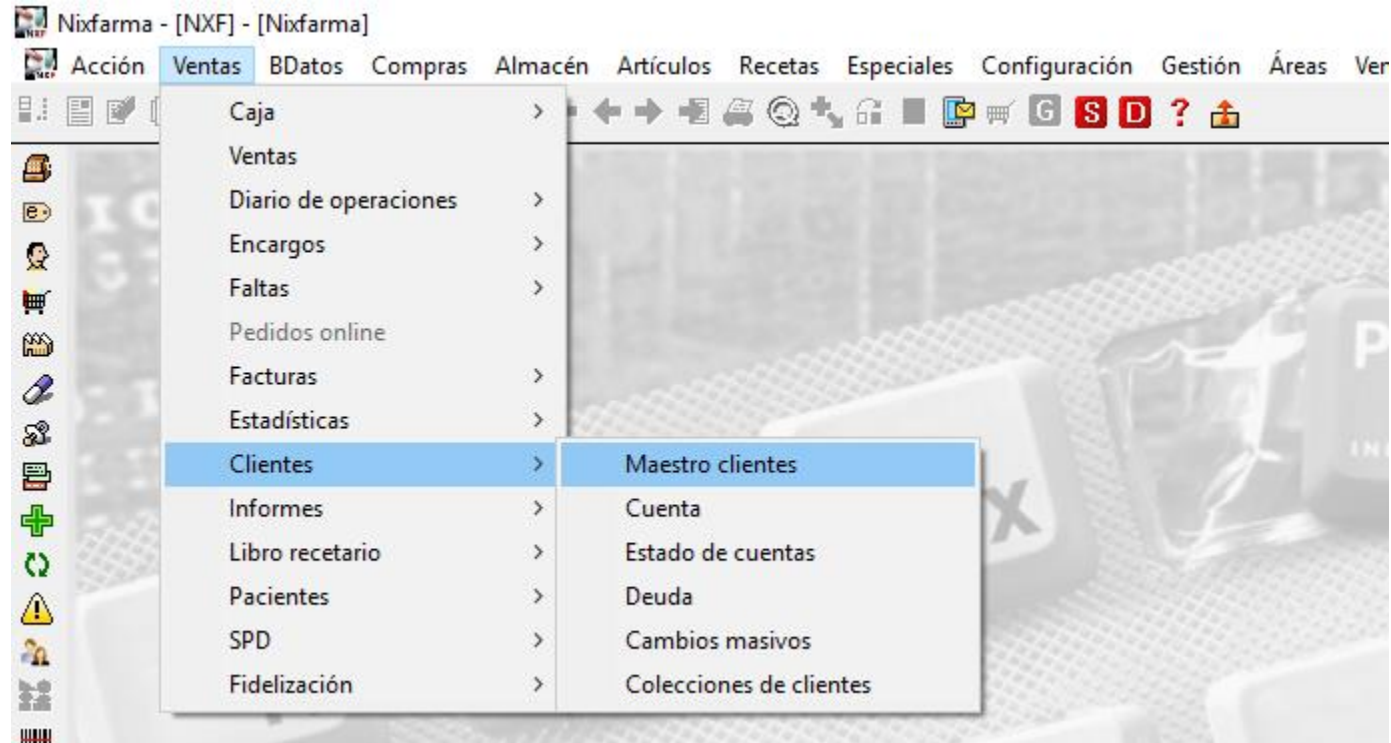 Nixfarma - [NXF] - [Nixfarma]
Acción Ventas BDatos Compras Almacén Artículos Recetas Especiales Configuración Gestión Áreas Ven
G S D ?
Caja >
Ventas
Diario de operaciones >
Encargos >
Faltas >
Pedidos online
Facturas >
Estadísticas >
Clientes > Maestro clientes
Informes > Cuenta
Libro recetario > Estado de cuentas
Pacientes > Deuda
SPD > Cambios masivos
Fidelización > Colecciones de clientes